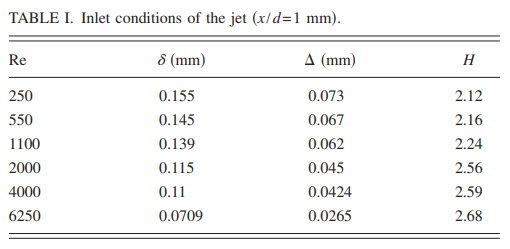 TABLE I. Inlet conditions of the jet (x/d=1 mm).
Re δ (mm) Δ (mm) H
250 0.155 0.073 2.12
550 0.145 0.067 2.16
1100 0.139 0.062 2.24
2000 0.115 0.045 2.56
4000 0.11 0.0424 2.59
6250 0.0709 0.0265 2.68